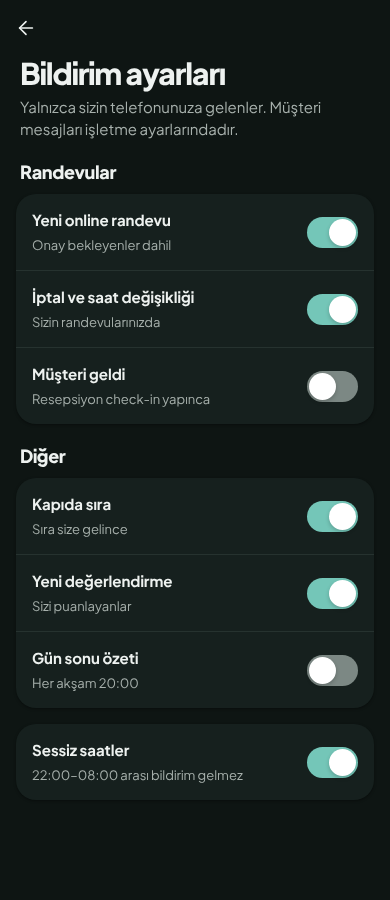 Bildirim ayarları
Yalnızca sizin telefonunuza gelenler. Müşteri
mesajları işletme ayarlarındadır.
Randevular
Yeni online randevu
Onay bekleyenler dahil
İptal ve saat değişikliği
Sizin randevularınızda
Müşteri geldi
Resepsiyon check-in yapınca
Diğer
Kapıda sıra
Sıra size gelince
Yeni değerlendirme
Sizi puanlayanlar
Gün sonu özeti
Her akşam 20:00
Sessiz saatler
22:00–08:00 arası bildirim gelmez